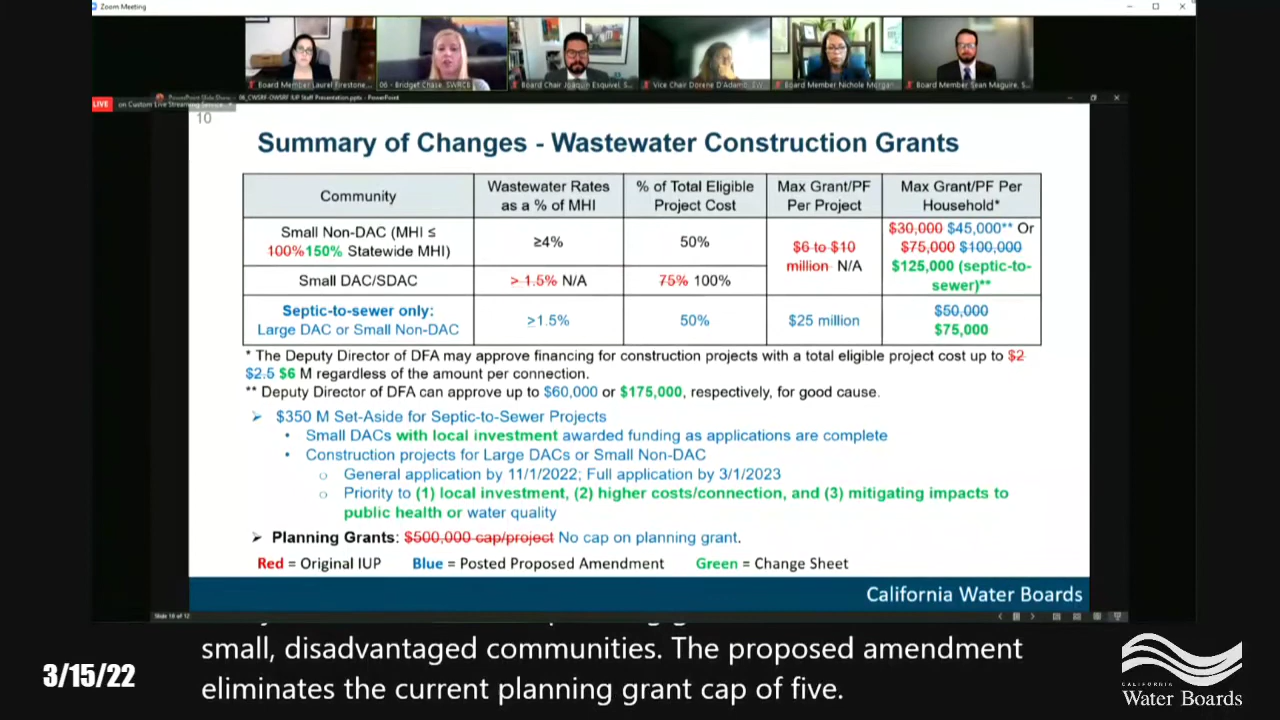 Zoom Meeting
Board Member Laurel Firestone...
06 - Bridget Chase, SWRCB
Board Chair Joaquin Esquivel, S...
Vice Chair Dorene D'Adamo, SW...
Board Member Nichole Morgan...
Board Member Sean Maguire, S...
LIVE on Custom Live Streaming Service
10
Summary of Changes - Wastewater Construction Grants
Community
Wastewater Rates as a % of MHI
% of Total Eligible Project Cost
Max Grant/PF Per Project
Max Grant/PF Per Household*
Small Non-DAC (MHI ≤ 100%150% Statewide MHI)
≥4%
50%
$6 to $10 million N/A
$30,000 $45,000** Or $75,000 $100,000 $125,000 (septic-to-sewer)**
Small DAC/SDAC
> 1.5% N/A
75% 100%
Septic-to-sewer only:
Large DAC or Small Non-DAC
≥1.5%
50%
$25 million
$50,000
$75,000
* The Deputy Director of DFA may approve financing for construction projects with a total eligible project cost up to $2
$2.5 $6 M regardless of the amount per connection.
** Deputy Director of DFA can approve up to $60,000 or $175,000, respectively, for good cause.
➢ $350 M Set-Aside for Septic-to-Sewer Projects
• Small DACs with local investment awarded funding as applications are complete
• Construction projects for Large DACs or Small Non-DAC
o General application by 11/1/2022; Full application by 3/1/2023
o Priority to (1) local investment, (2) higher costs/connection, and (3) mitigating impacts to
public health or water quality
➢ Planning Grants: $500,000 cap/project No cap on planning grant.
Red = Original IUP Blue = Posted Proposed Amendment Green = Change Sheet
California Water Boards
Slide 10 of 12
small, disadvantaged communities. The proposed amendment
eliminates the current planning grant cap of five.
3/15/22
CALIFORNIA
Water Boards